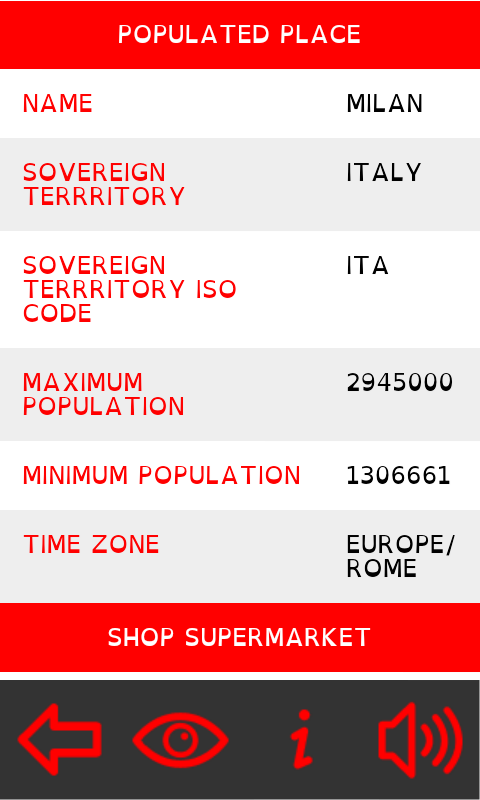 POPULATED PLACE
NAME MILAN
SOVEREIGN ITALY
TERRRITORY
SOVEREIGN ITA
TERRRITORY ISO
CODE
MAXIMUM 2945000
POPULATION
MINIMUM POPULATION 1306661
TIME ZONE EUROPE/
ROME
SHOP SUPERMARKET